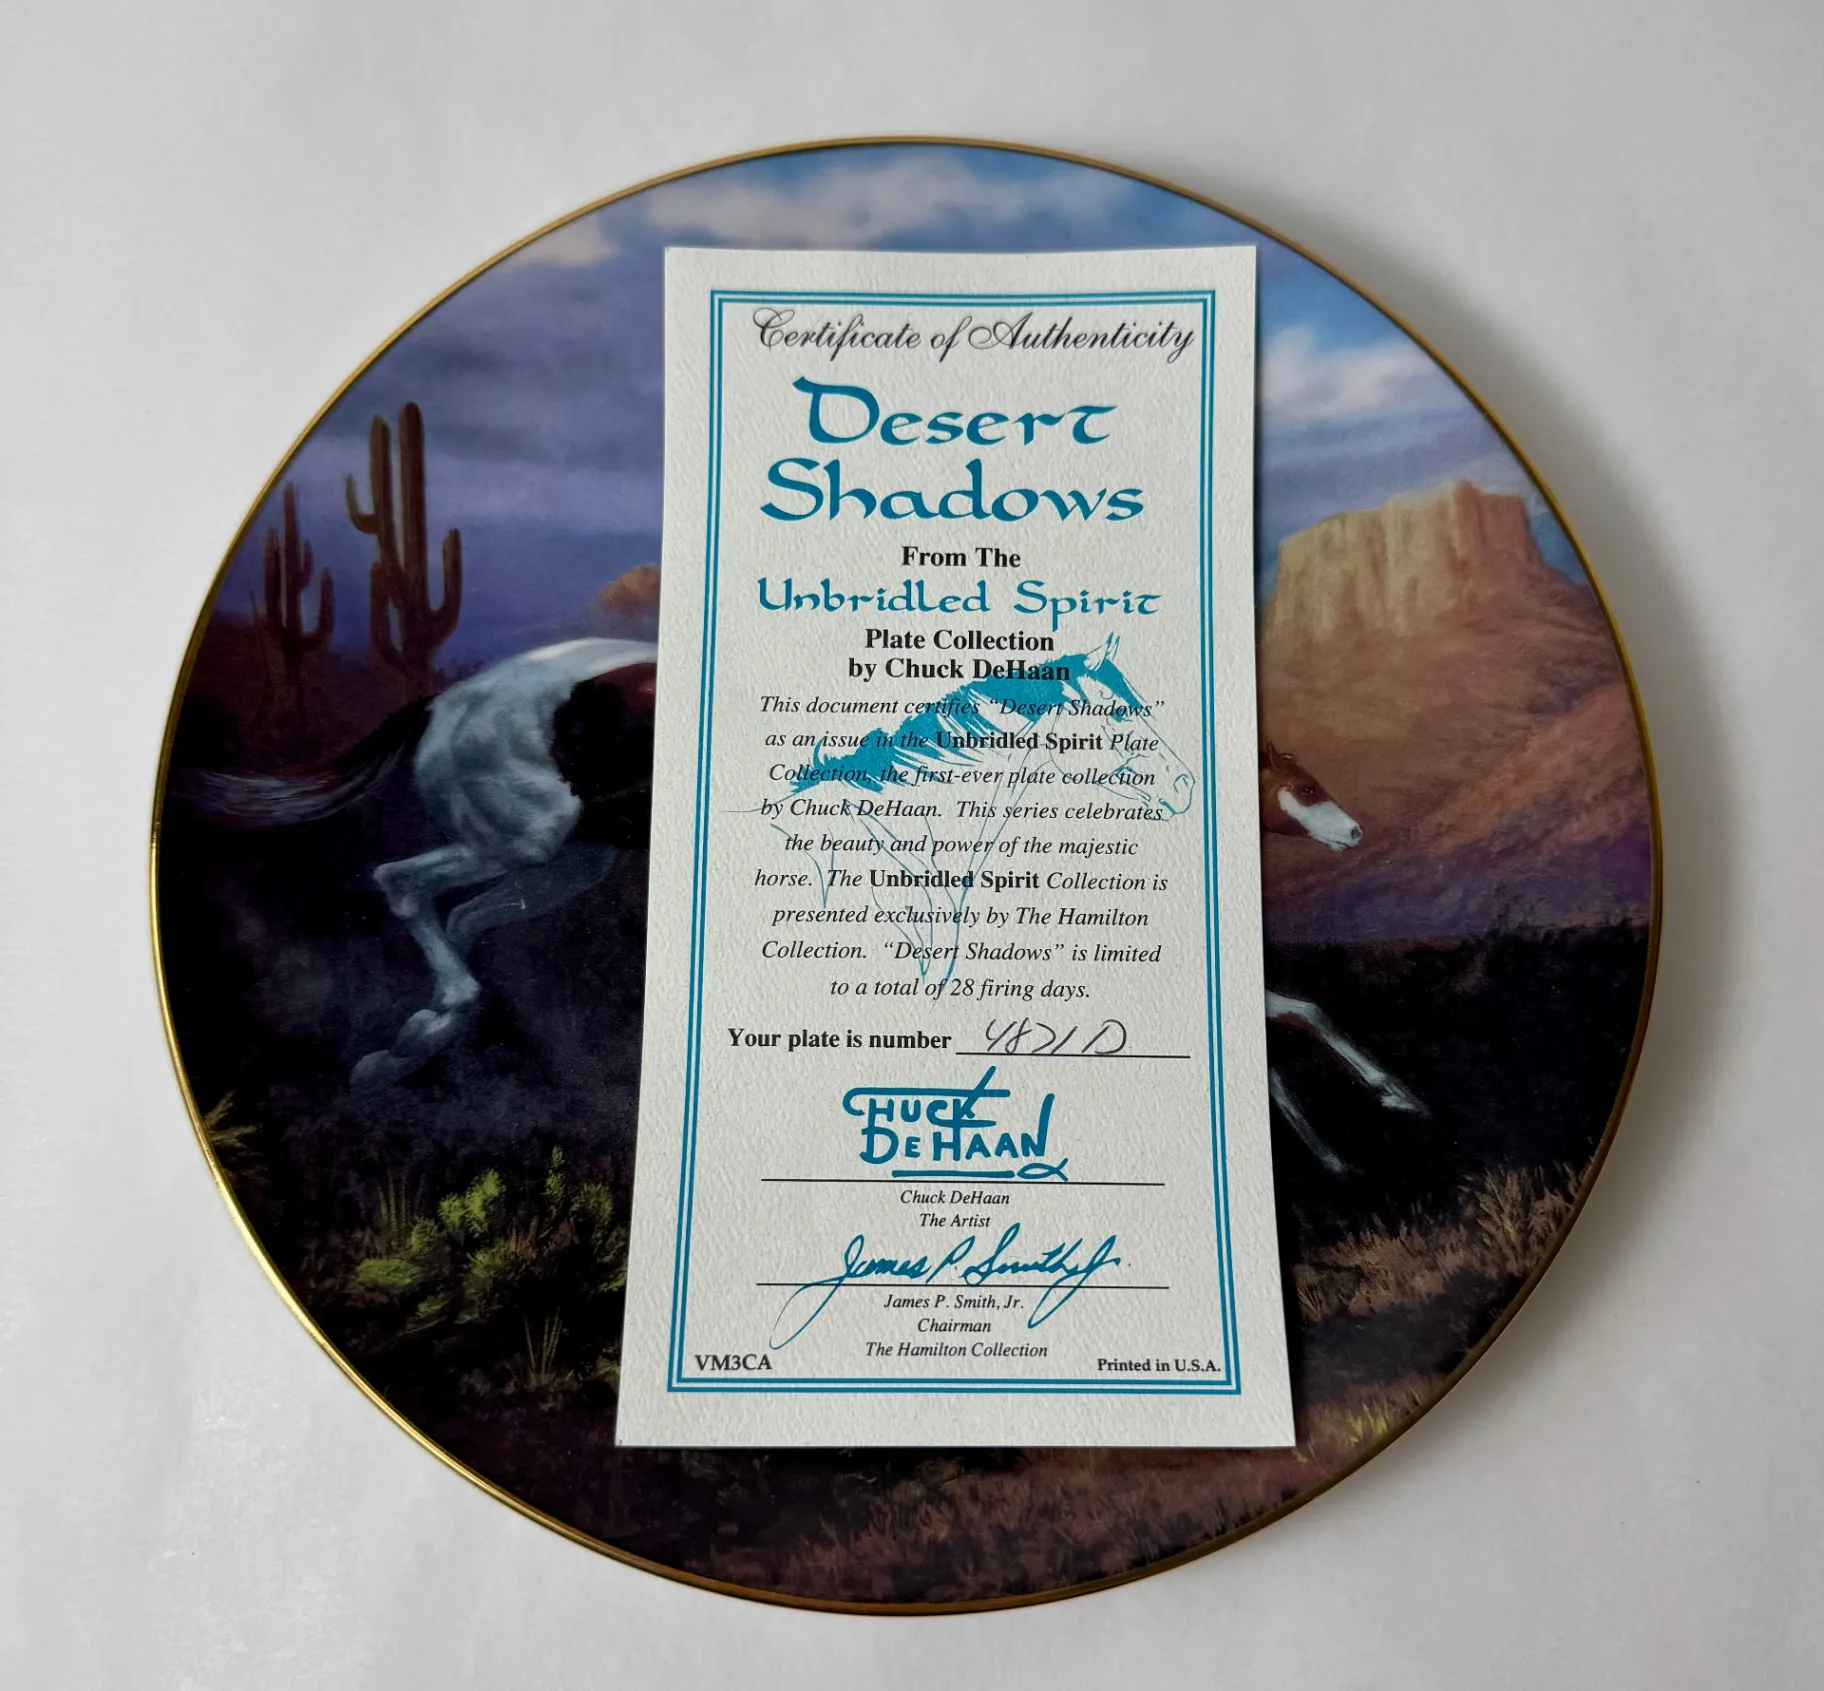 Certificate of Authenticity
Desert
Shadows
From The
Unbridled Spirit
Plate Collection
by Chuck DeHaan
This document certifies “Desert Shadows”
as an issue in the Unbridled Spirit Plate
Collection, the first-ever plate collection
by Chuck DeHaan. This series celebrates
the beauty and power of the majestic
horse. The Unbridled Spirit Collection is
presented exclusively by The Hamilton
Collection. “Desert Shadows” is limited
to a total of 28 firing days.
Your plate is number 4871D
CHUCK
DEHAAN
Chuck DeHaan
The Artist
James P. Smith Jr.
James P. Smith, Jr.
Chairman
The Hamilton Collection
VM3CA
Printed in U.S.A.